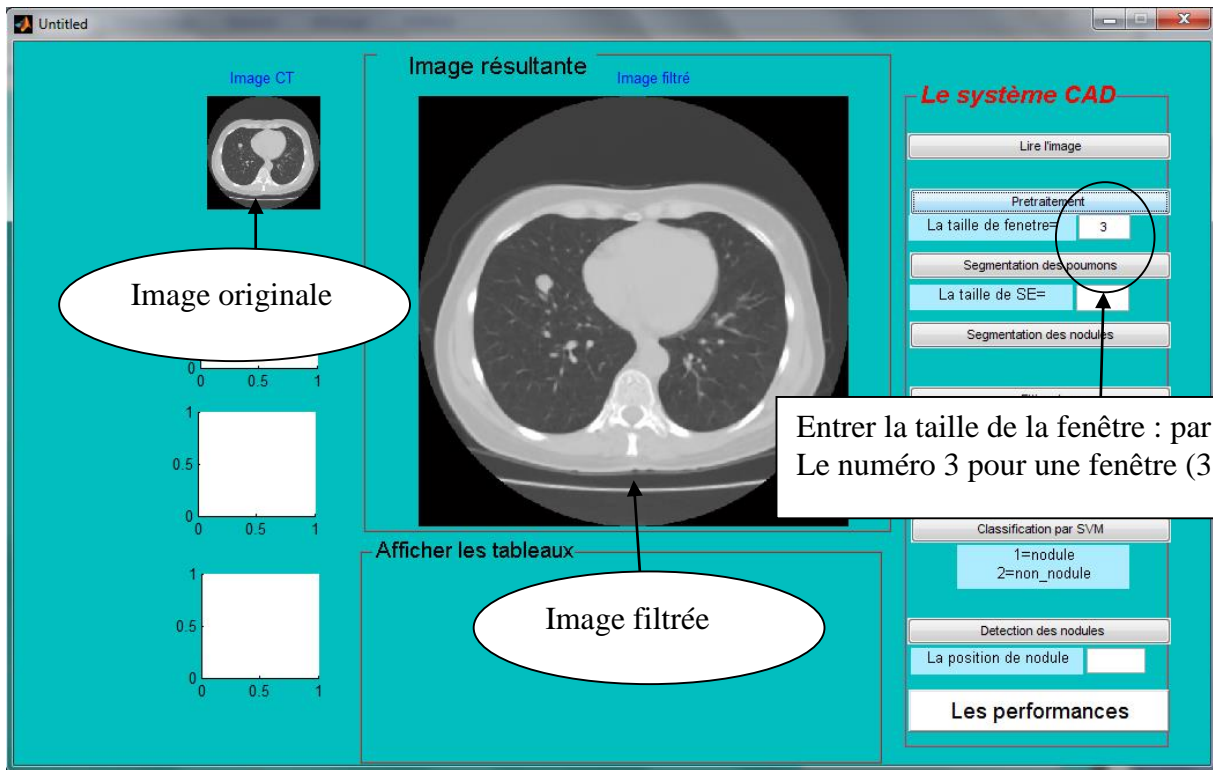 Untitled
Image CT
Image originale
0
0 0.5 1
1
0.5
0
0 0.5 1
1
0.5
0
0 0.5 1
Image résultante
Image filtré
Afficher les tableaux
Image filtrée
Le système CAD
Lire l'image
Pretraitement
La taille de fenetre= 3
Segmentation des poumons
La taille de SE=
Segmentation des nodules
Entrer la taille de la fenêtre : par
Le numéro 3 pour une fenêtre (3
Classification par SVM
1=nodule
2=non_nodule
Detection des nodules
La position de nodule
Les performances